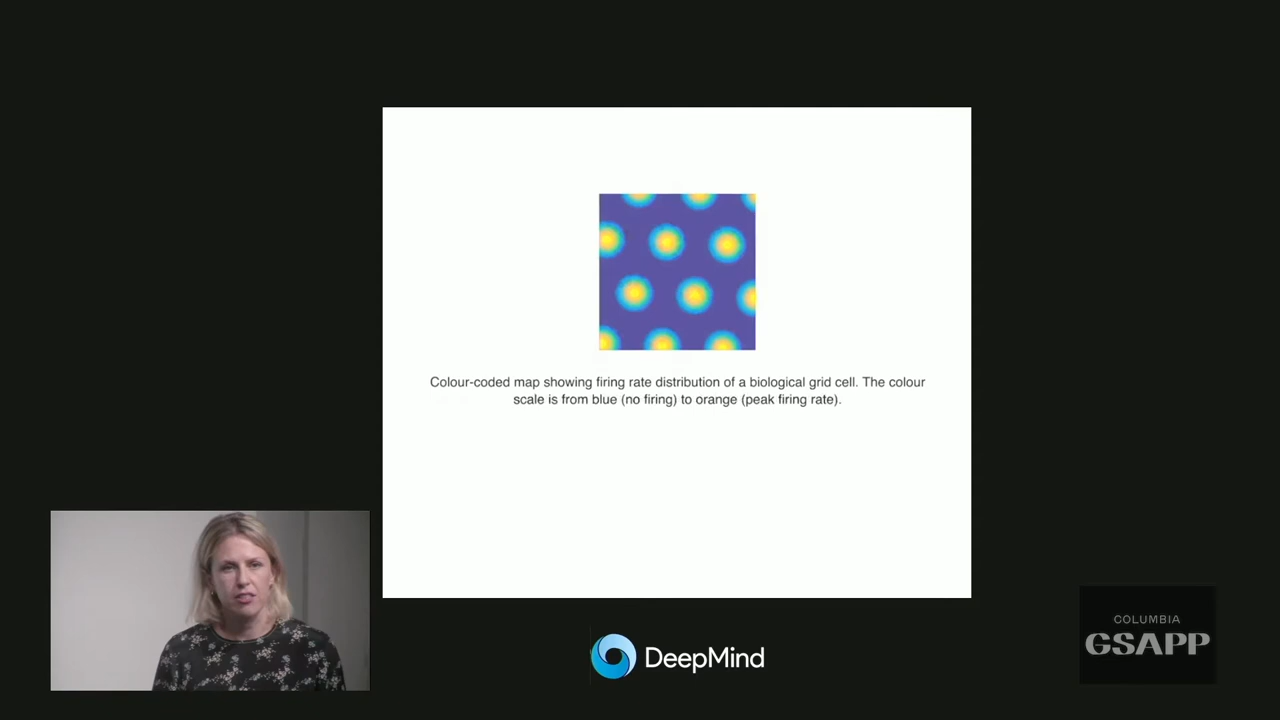 Colour-coded map showing firing rate distribution of a biological grid cell. The colour
scale is from blue (no firing) to orange (peak firing rate).
DeepMind
COLUMBIA
GSAPP